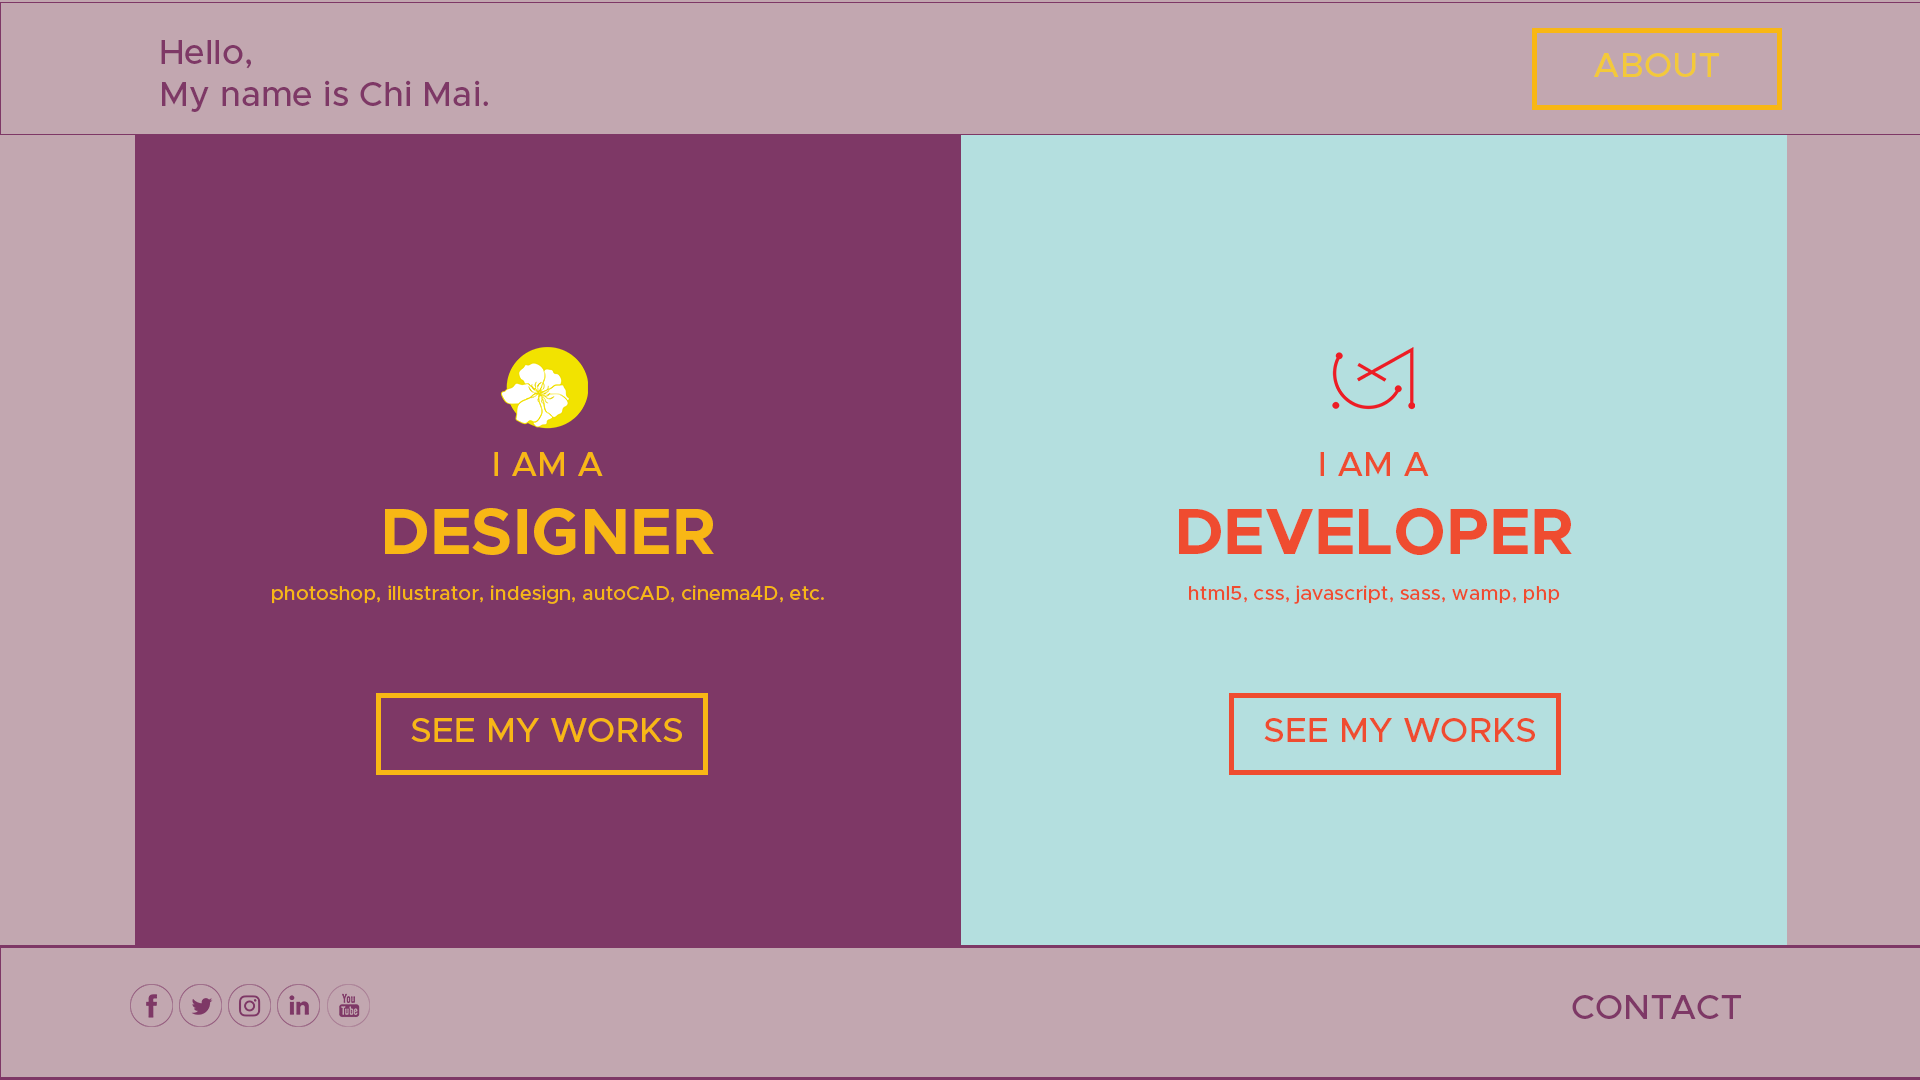 Hello,
My name is Chi Mai.
ABOUT
I AM A
DESIGNER
photoshop, illustrator, indesign, autoCAD, cinema4D, etc.
SEE MY WORKS
I AM A
DEVELOPER
html5, css, javascript, sass, wamp, php
SEE MY WORKS
f
in
You
Tube
CONTACT